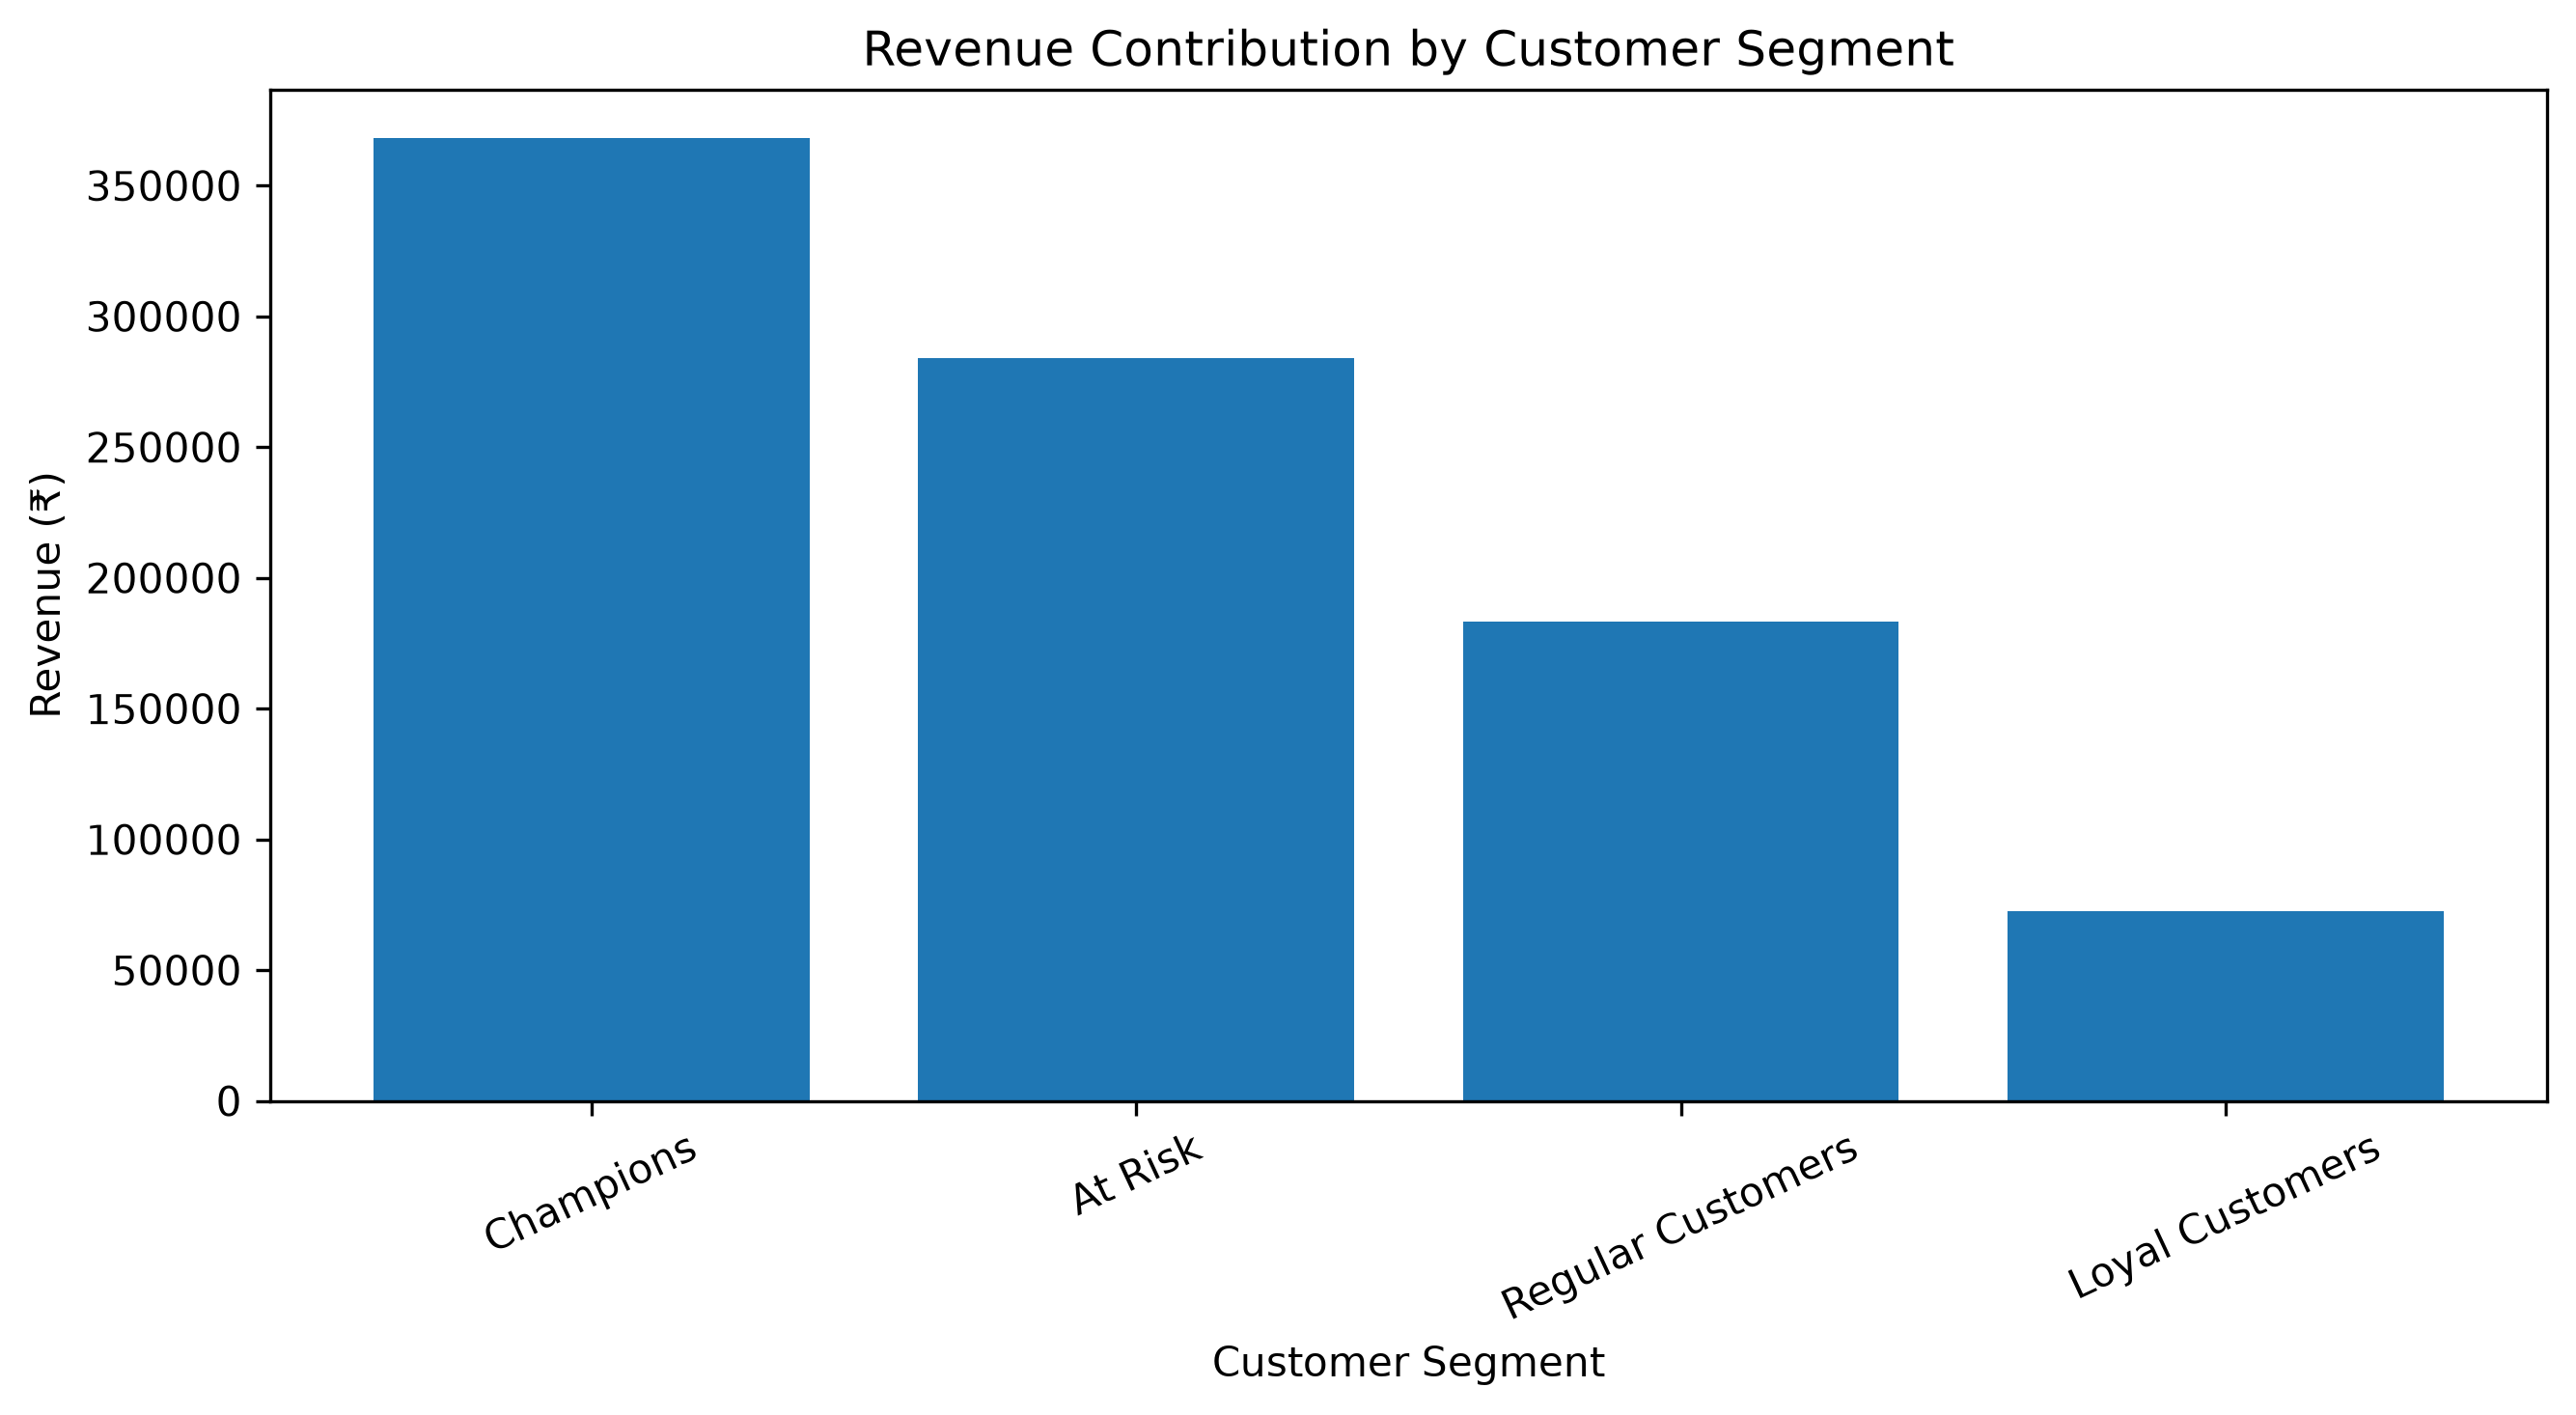 Revenue Contribution by Customer Segment
Revenue (₹)
350000
300000
250000
200000
150000
100000
50000
0
Champions
At Risk
Regular Customers
Loyal Customers
Customer Segment